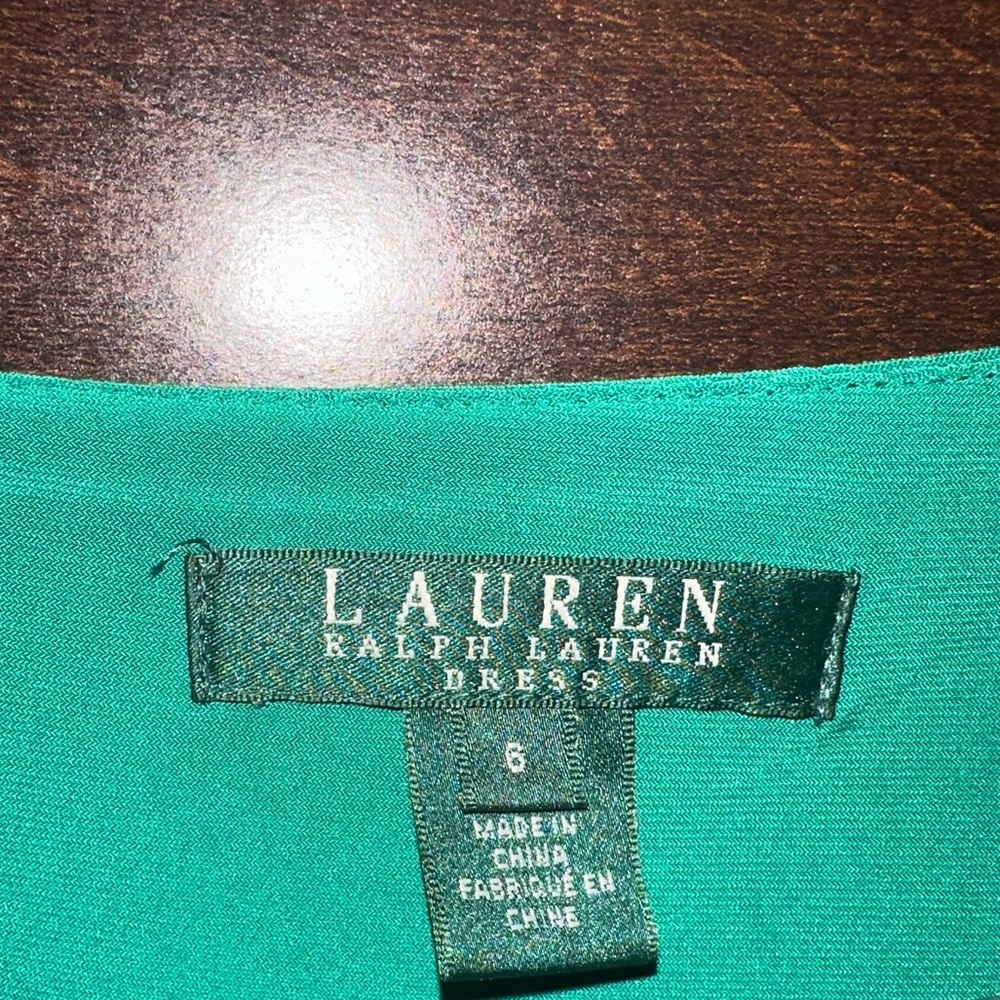 LAUREN
RALPH LAUREN
DRESS
6
MADE IN
CHINA
FABRIQUÉ EN
CHINE